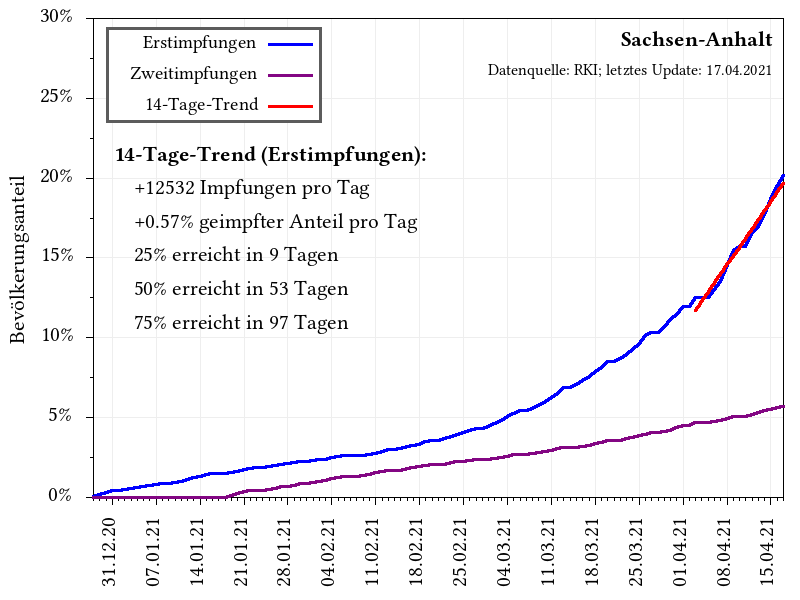 30%
25%
20%
15%
10%
5%
0%
Bevölkerungsanteil
Erstimpfungen
Zweitimpfungen
14-Tage-Trend
Sachsen-Anhalt
Datenquelle: RKI; letztes Update: 17.04.2021
14-Tage-Trend (Erstimpfungen):
+12532 Impfungen pro Tag
+0.57% geimpfter Anteil pro Tag
25% erreicht in 9 Tagen
50% erreicht in 53 Tagen
75% erreicht in 97 Tagen
31.12.20
07.01.21
14.01.21
21.01.21
28.01.21
04.02.21
11.02.21
18.02.21
25.02.21
04.03.21
11.03.21
18.03.21
25.03.21
01.04.21
08.04.21
15.04.21